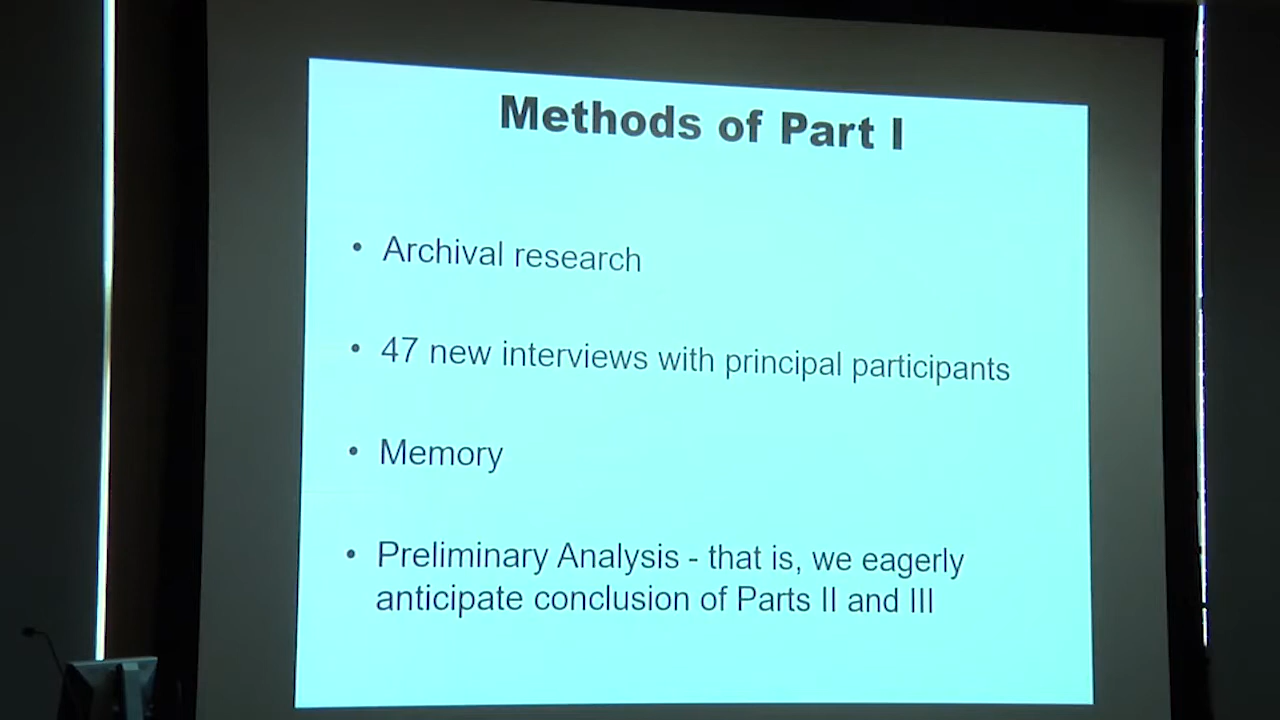 Methods of Part I
• Archival research
• 47 new interviews with principal participants
• Memory
• Preliminary Analysis - that is, we eagerly
anticipate conclusion of Parts II and III